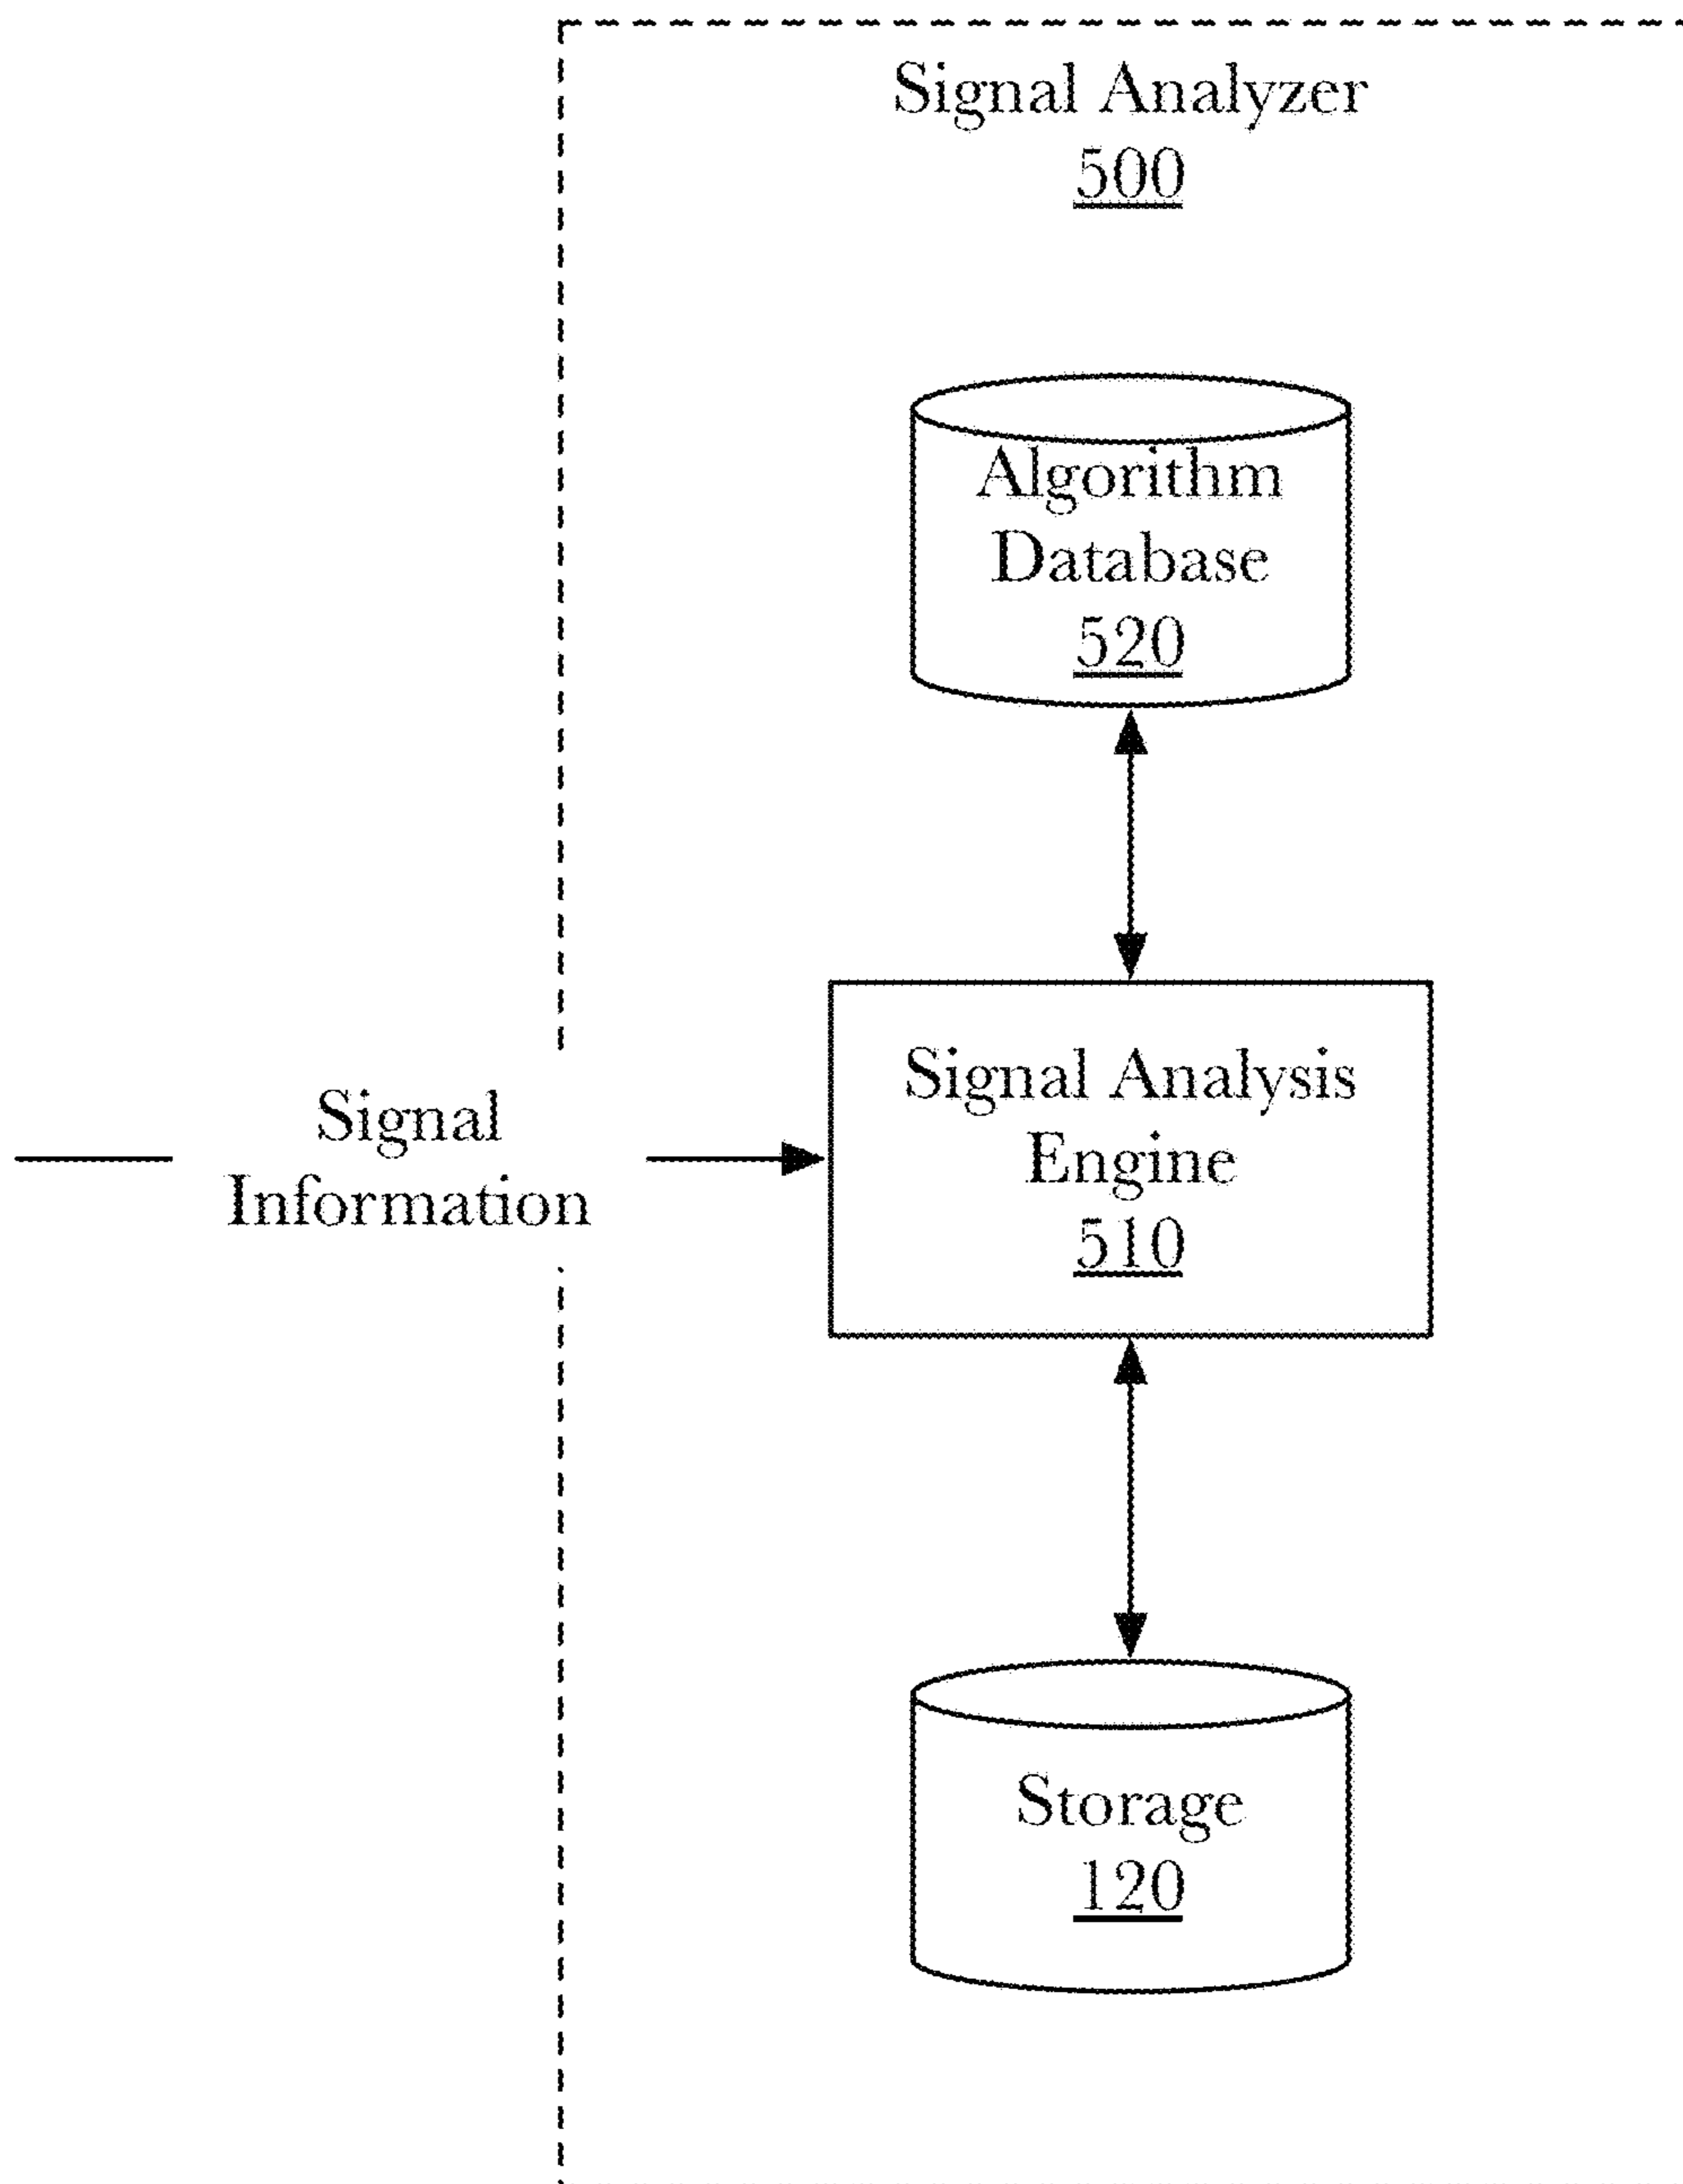 Signal Analyzer
500
Algorithm
Database
520
Signal
Information
Signal Analysis
Engine
510
Storage
120